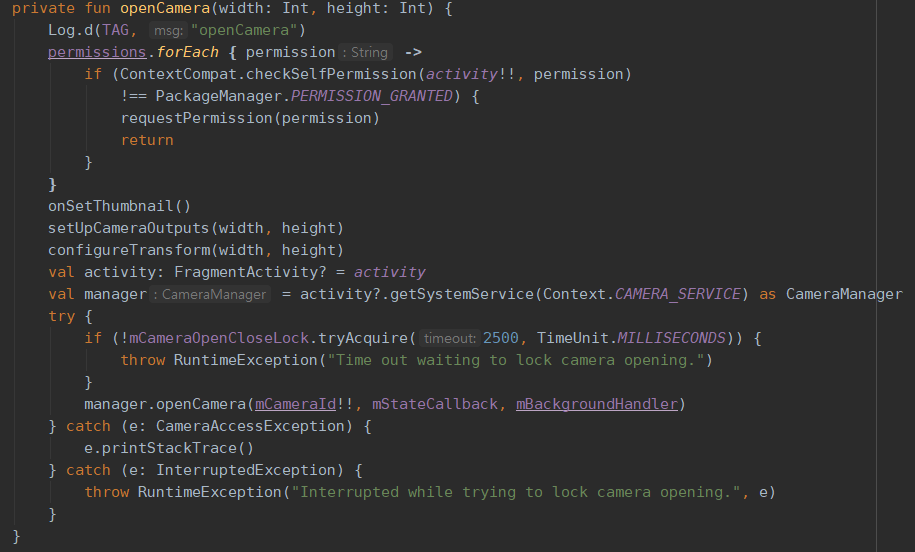 private fun openCamera(width: Int, height: Int) {
Log.d(TAG, msg: "openCamera")
permissions.forEach { permission : String ->
if (ContextCompat.checkSelfPermission(activity!!, permission)
!== PackageManager.PERMISSION_GRANTED) {
requestPermission(permission)
return
}
}
onSetThumbnail()
setUpCameraOutputs(width, height)
configureTransform(width, height)
val activity: FragmentActivity? = activity
val manager : CameraManager = activity?.getSystemService(Context.CAMERA_SERVICE) as CameraManager
try {
if (!mCameraOpenCloseLock.tryAcquire( timeout: 2500, TimeUnit.MILLISECONDS)) {
throw RuntimeException("Time out waiting to lock camera opening.")
}
manager.openCamera(mCameraId!!, mStateCallback, mBackgroundHandler)
} catch (e: CameraAccessException) {
e.printStackTrace()
} catch (e: InterruptedException) {
throw RuntimeException("Interrupted while trying to lock camera opening.", e)
}
}